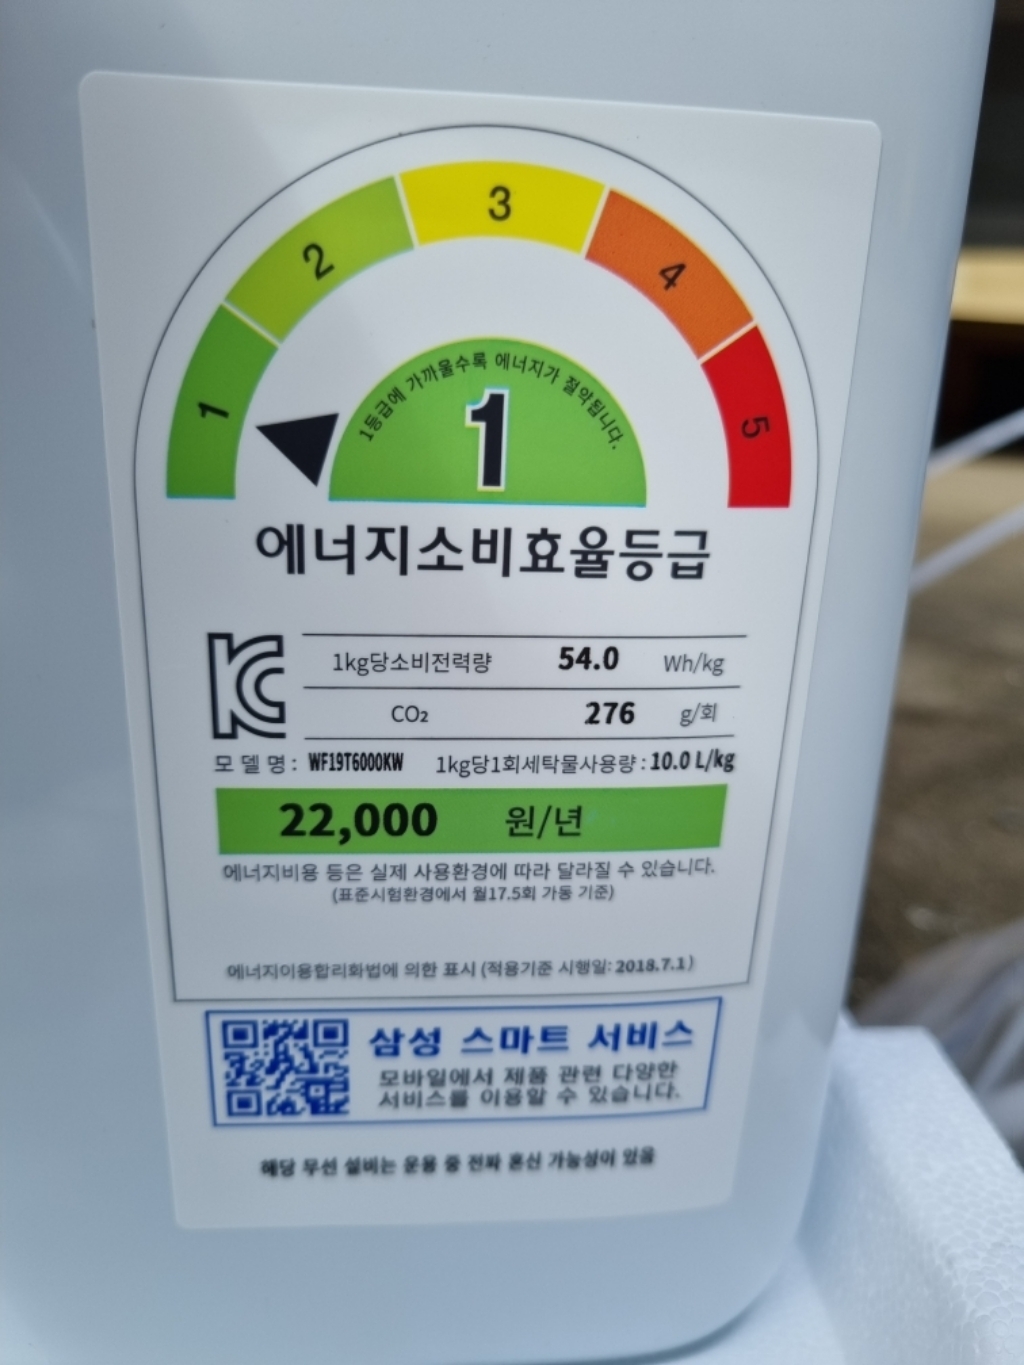 1
2
3
4
5
1등급에 가까울수록 에너지가 절약됩니다.
1
에너지소비효율등급
1kg당소비전력량 54.0 Wh/kg
CO₂ 276 g/회
모델명: WF19T6000KW 1kg당1회세탁물사용량: 10.0 L/kg
22,000 원/년
에너지비용 등은 실제 사용환경에 따라 달라질 수 있습니다.
(표준시험환경에서 월17.5회 가동 기준)
에너지이용합리화법에 의한 표시 (적용기준 시행일: 2018.7.1)
삼성 스마트 서비스
모바일에서 제품 관련 다양한
서비스를 이용할 수 있습니다.
해당 무선 설비는 운용 중 전파 혼신 가능성이 있음